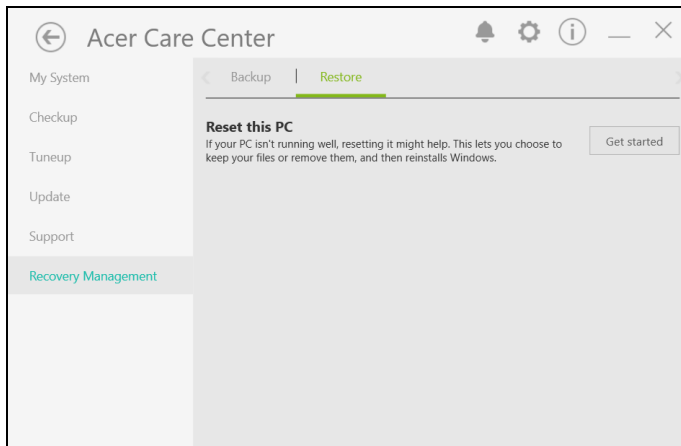 Acer Care Center
My System
Checkup
Tuneup
Update
Support
Recovery Management
Backup
Restore
Reset this PC
If your PC isn't running well, resetting it might help. This lets you choose to
keep your files or remove them, and then reinstalls Windows.
Get started